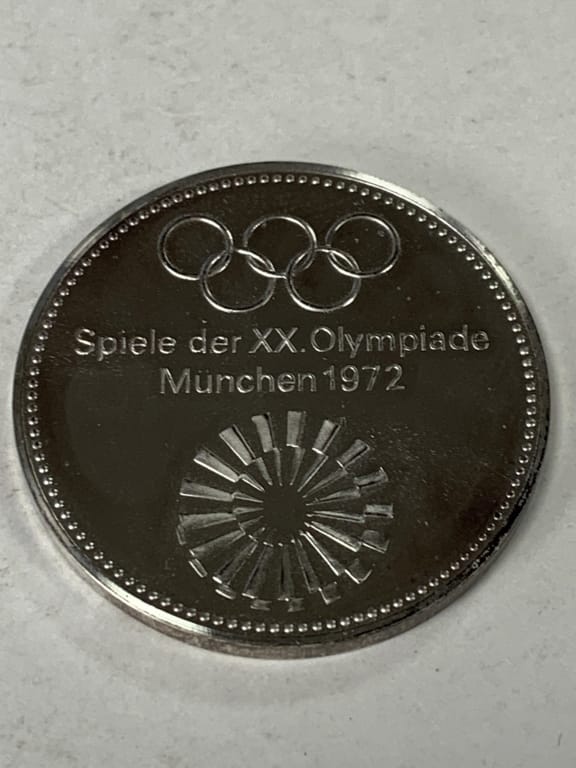 Spiele der XX. Olympiade
München 1972